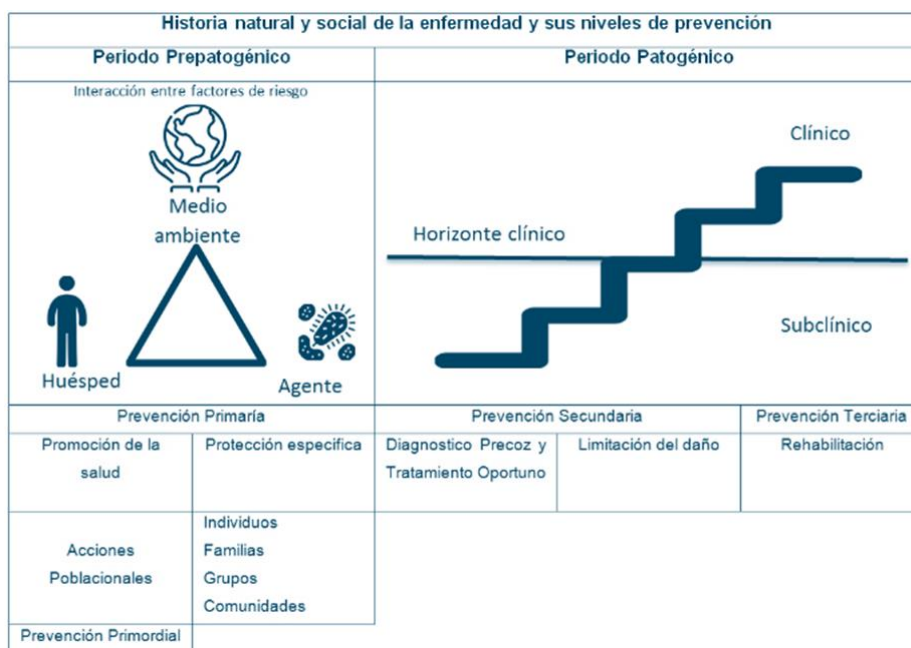 Historia natural y social de la enfermedad y sus niveles de prevención
Periodo Prepatogénico
Periodo Patogénico
Interacción entre factores de riesgo
Medio
ambiente
Huésped
Agente
Clínico
Horizonte clínico
Subclínico
Prevención Primaría
Prevención Secundaria
Prevención Terciaria
Promoción de la
salud
Protección especifica
Diagnostico Precoz y
Tratamiento Oportuno
Limitación del daño
Rehabilitación
Acciones
Poblacionales
Individuos
Familias
Grupos
Comunidades
Prevención Primordial